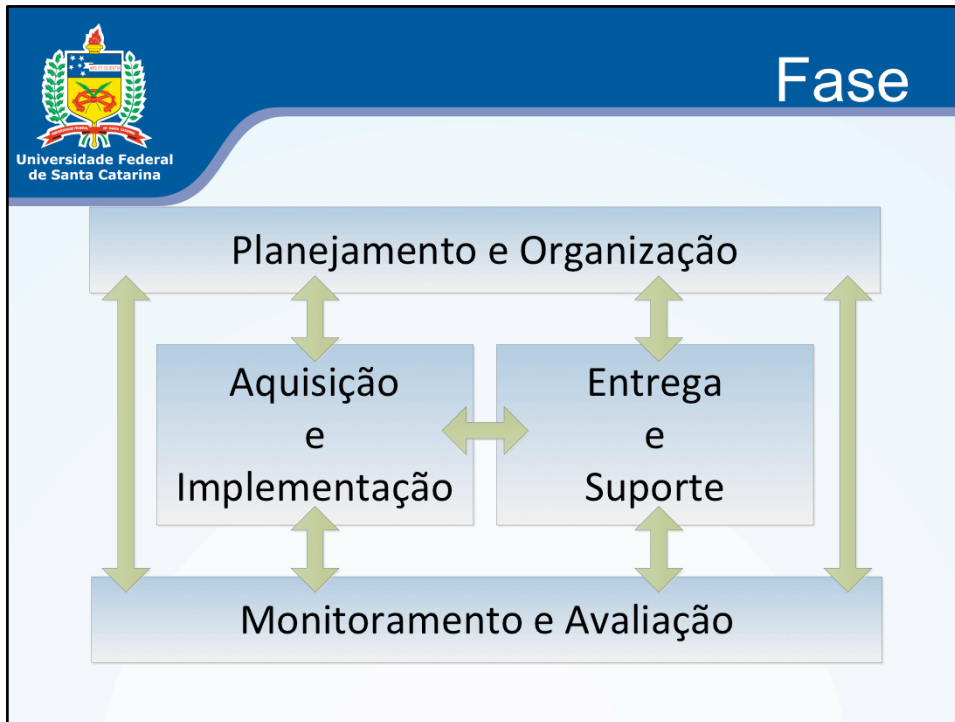 Fase
Universidade Federal
de Santa Catarina
Planejamento e Organização
Aquisição
e
Implementação
Entrega
e
Suporte
Monitoramento e Avaliação